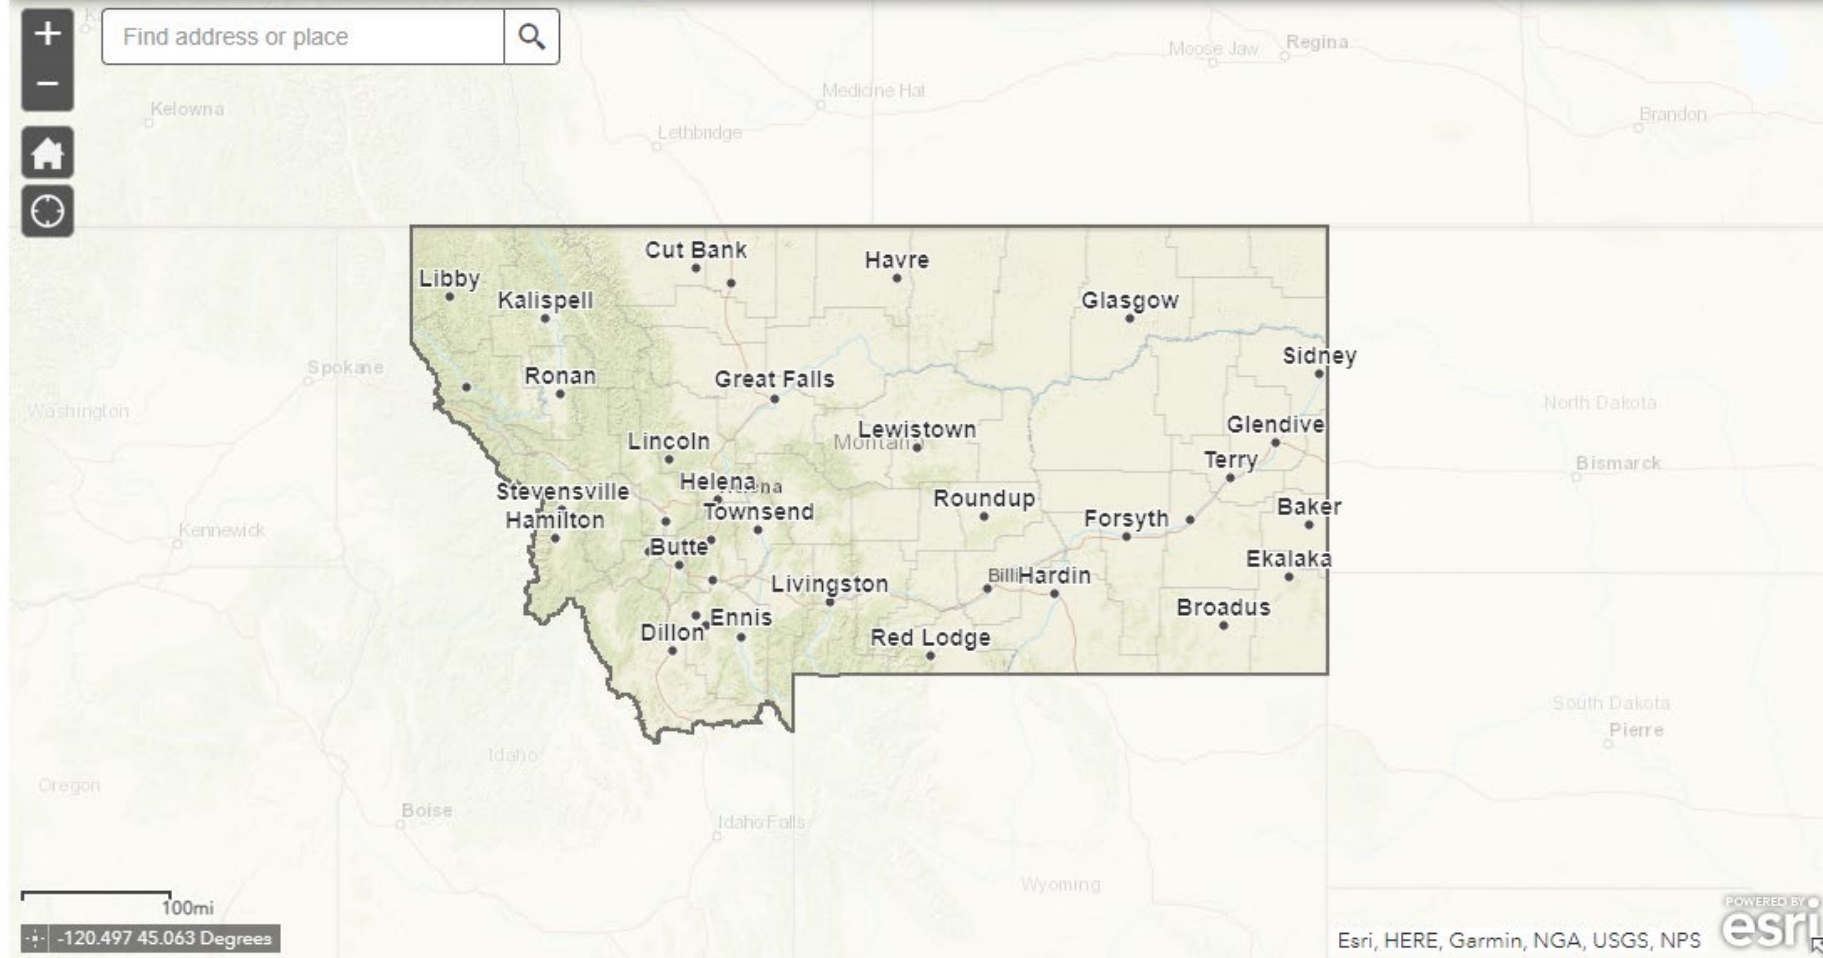 +
Find address or place
−
Regina
Moose Jaw
Medicine Hat
Kelowna
Brandon
Lethbridge
Cut Bank
Havre
Libby
Kalispell
Glasgow
Sidney
Spokane
Ronan
Great Falls
Washington
North Dakota
Glendive
Lewistown
Lincoln
Montana
Terry
Bismarck
Helena
Stevensville
Roundup
Baker
Townsend
Hamilton
Forsyth
Kennewick
Butte
Ekalaka
Livingston
Hardin
Broadus
Ennis
Dillon
Red Lodge
South Dakota
Pierre
Idaho
Oregon
Boise
Idaho Falls
Wyoming
100mi
POWERED BY
esri
-120.497 45.063 Degrees
Esri, HERE, Garmin, NGA, USGS, NPS